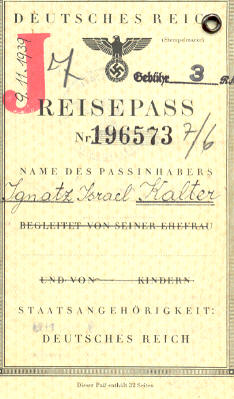 DEUTSCHES REICH
(Stempelmarke)
9.11.1939
J
7
Gebühr 3 R.
REISEPASS
Nr. 196573 7/6
NAME DES PASSINHABERS
Ignatz Israel Kalter
BEGLEITET VON SEINER EHEFRAU
UND VON KINDERN
STAATSANGEHÖRIGKEIT:
DEUTSCHES REICH
Dieser Paß enthält 32 Seiten